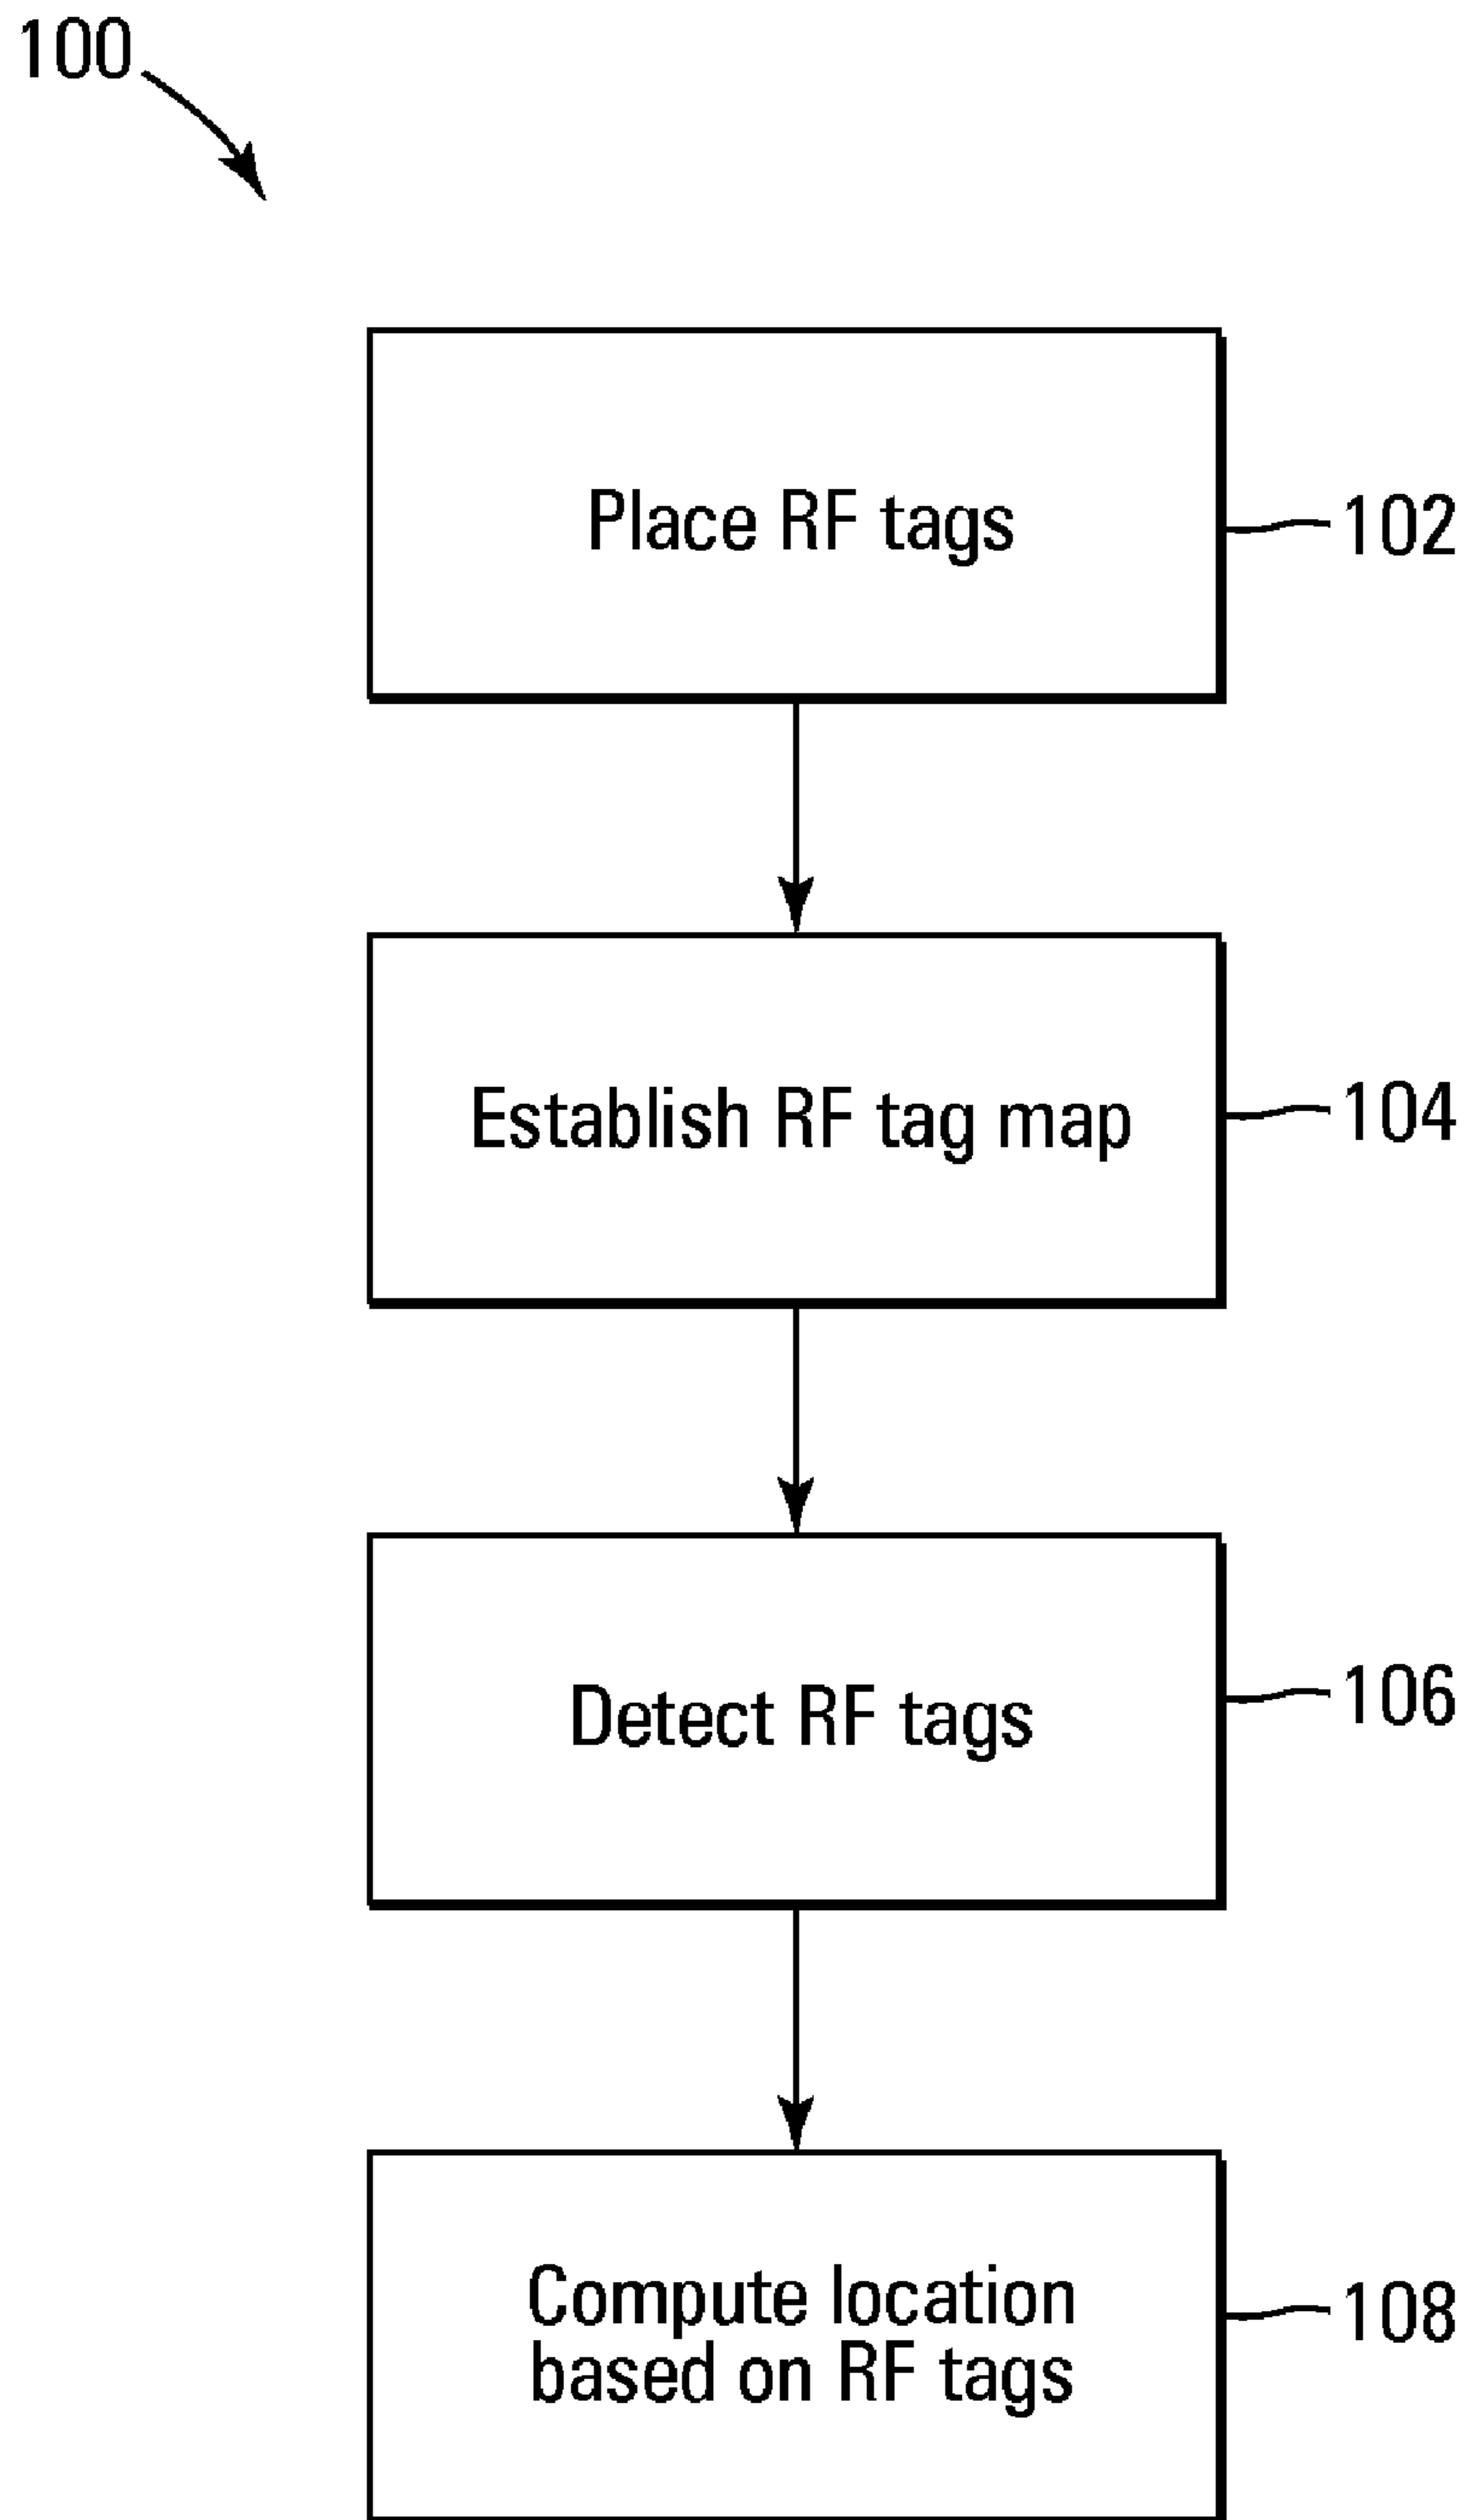 100
Place RF tags
102
Establish RF tag map
104
Detect RF tags
106
Compute location
based on RF tags
108